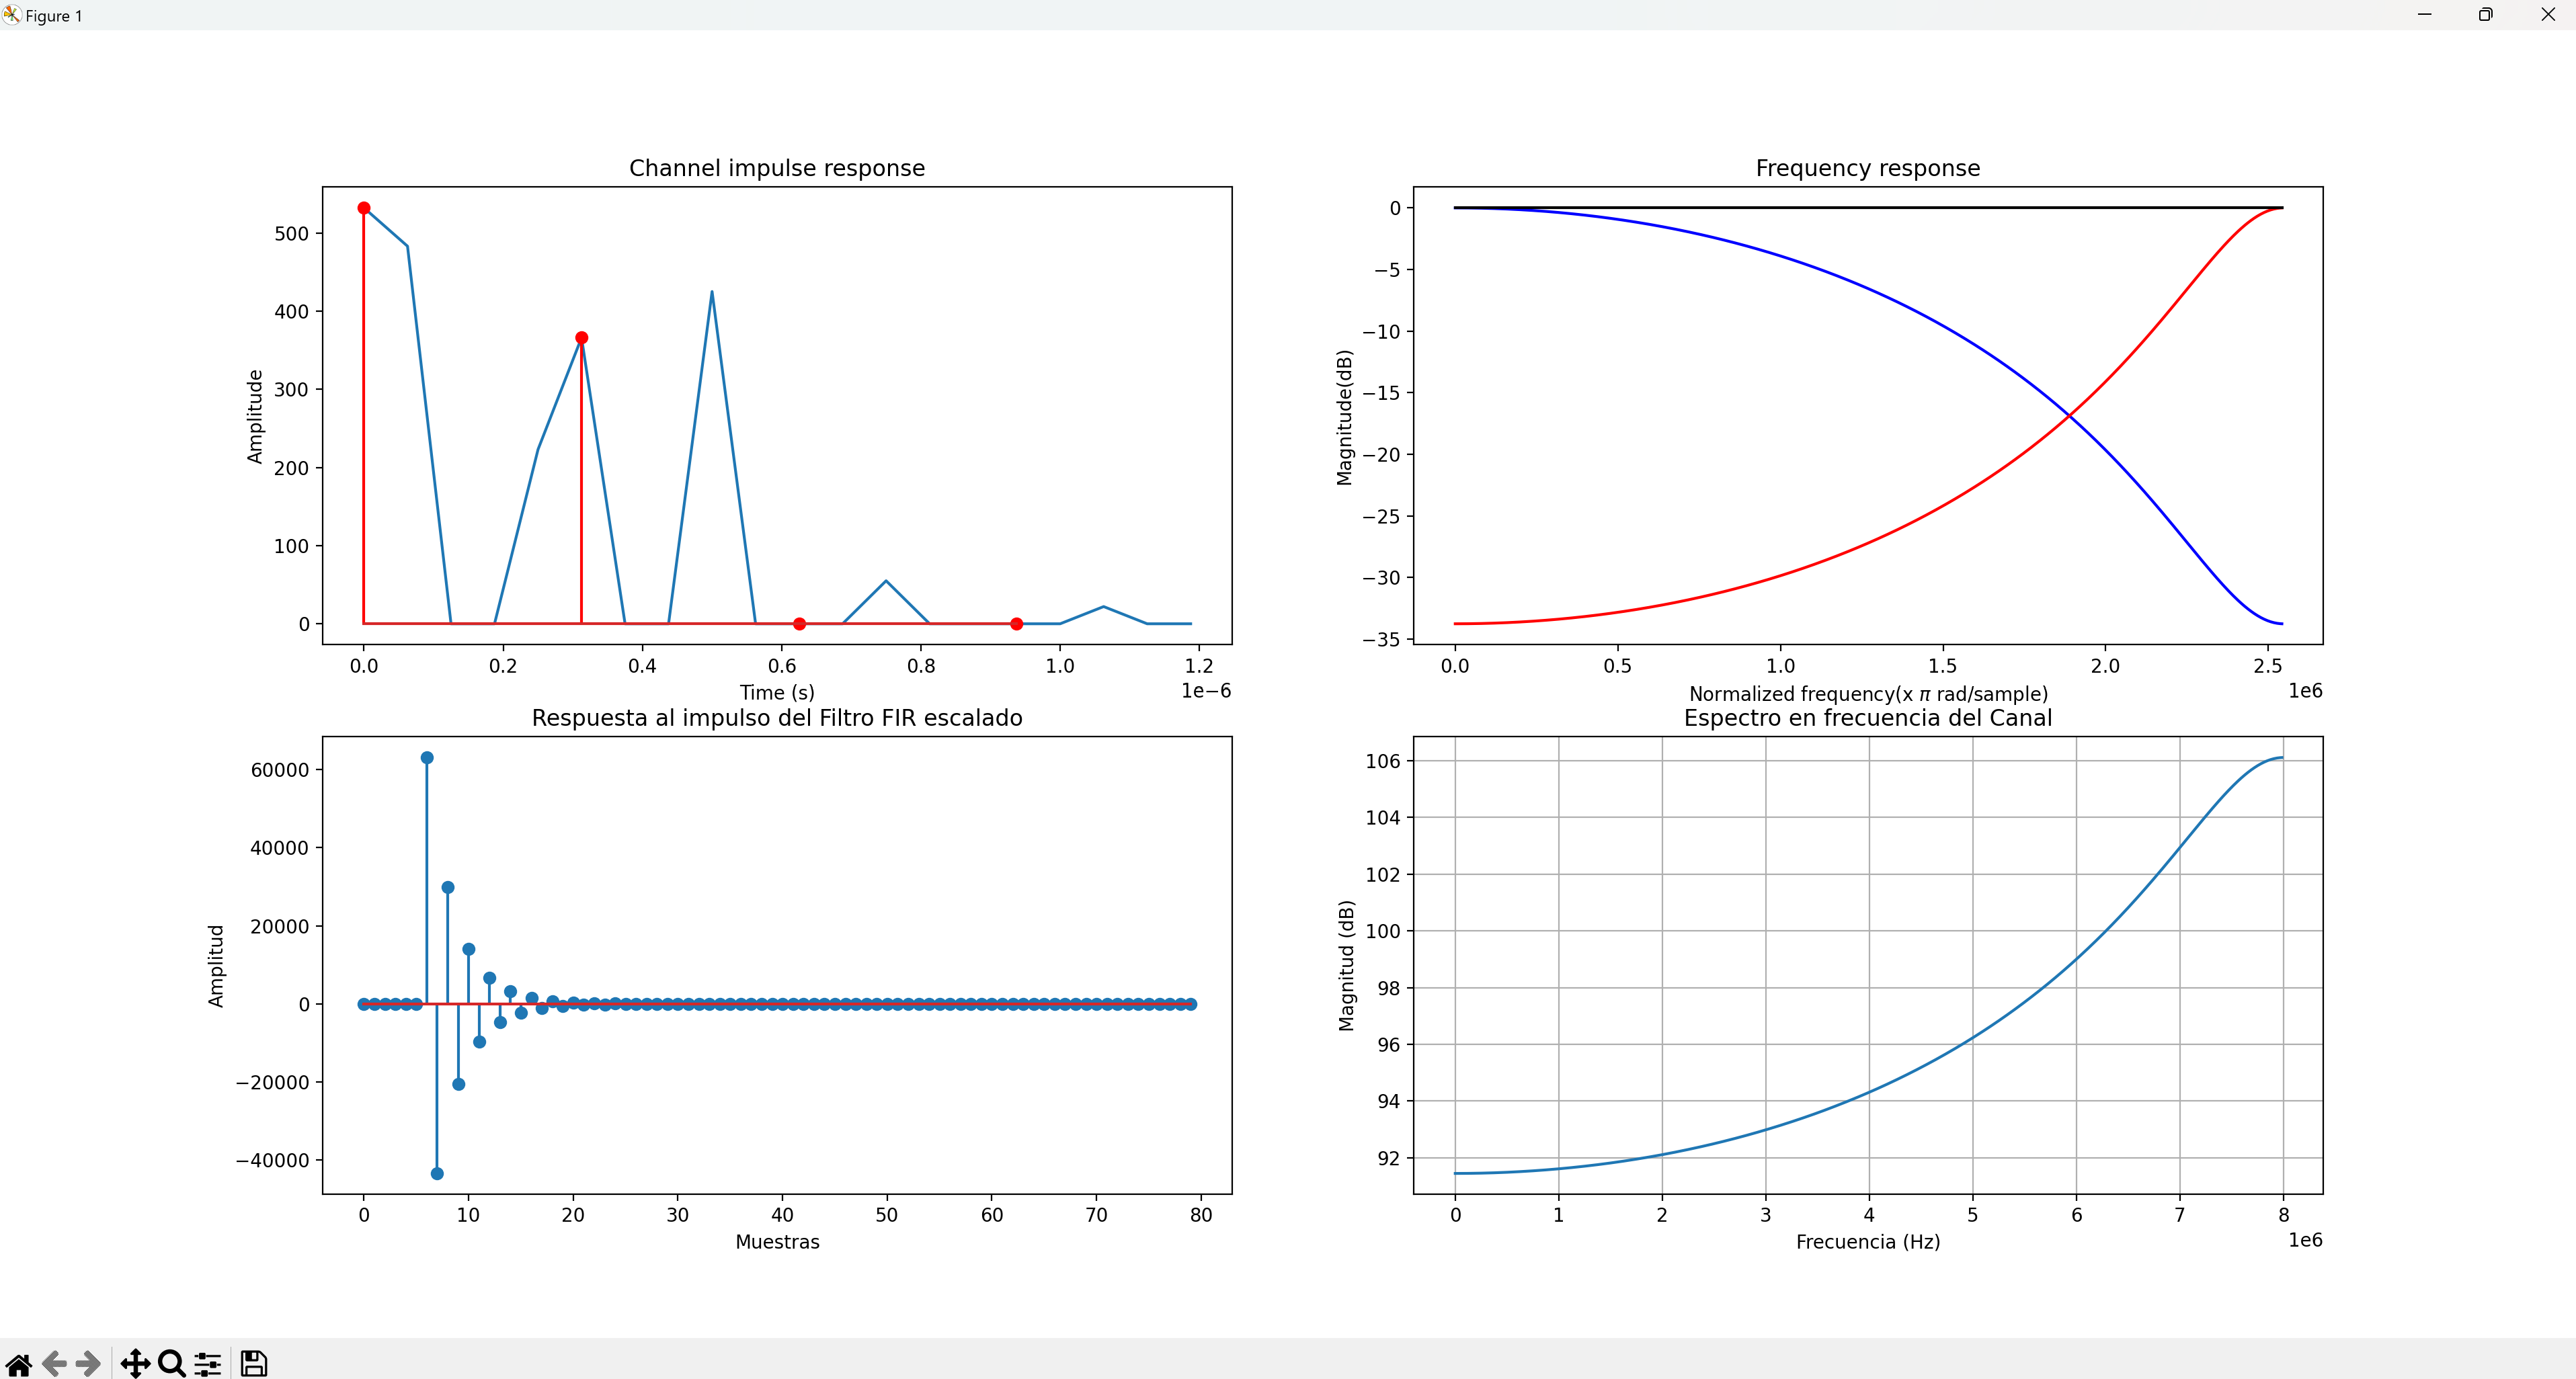 Figure 1
Channel impulse response
Amplitude
500
400
300
200
100
0
0.0 0.2 0.4 0.6 0.8 1.0 1.2
1e−6
Time (s)
Frequency response
Magnitude(dB)
0
−5
−10
−15
−20
−25
−30
−35
0.0 0.5 1.0 1.5 2.0 2.5
1e6
Normalized frequency(x π rad/sample)
Respuesta al impulso del Filtro FIR escalado
Amplitud
60000
40000
20000
0
−20000
−40000
0 10 20 30 40 50 60 70 80
Muestras
Espectro en frecuencia del Canal
Magnitud (dB)
106
104
102
100
98
96
94
92
0 1 2 3 4 5 6 7 8
1e6
Frecuencia (Hz)